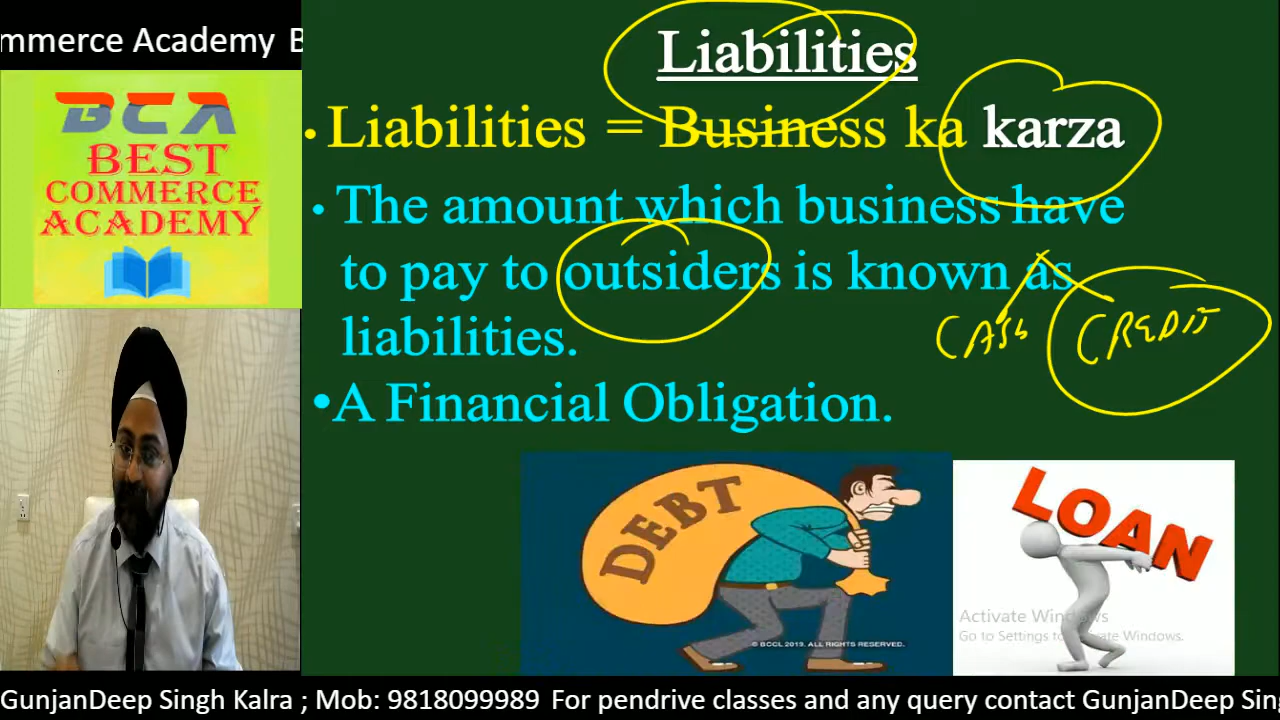 mmerce Academy B
BCA
BEST
COMMERCE
ACADEMY
Liabilities
• Liabilities = Business ka karza
• The amount which business have
to pay to outsiders is known as
liabilities.
•A Financial Obligation.
CASH
CREDIT
DEBT
© BCCL 2019. ALL RIGHTS RESERVED.
LOAN
Activate Windows
Go to Settings to Activate Windows.
GunjanDeep Singh Kalra ; Mob: 9818099989 For pendrive classes and any query contact GunjanDeep Sin